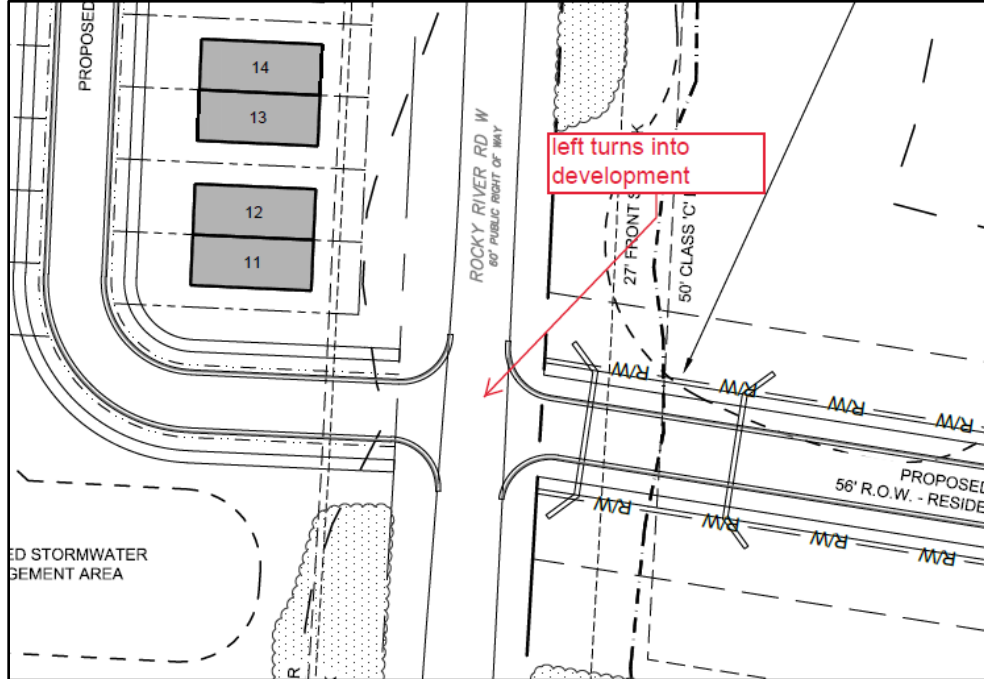 PROPOSED
14
13
12
11
ROCKY RIVER RD W
60' PUBLIC RIGHT OF WAY
left turns into
development
27' FRONT
50' CLASS 'C'
R/W
R/W
R/W
R/W
PROPOSED
56' R.O.W. - RESIDE
R/W
R/W
R/W
R/W
ED STORMWATER
GEMENT AREA
R